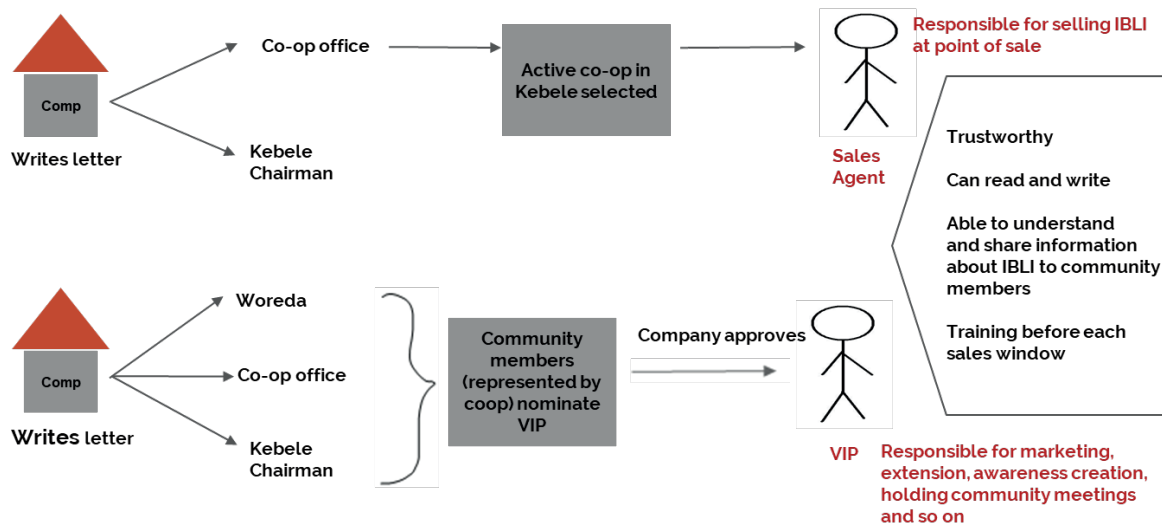 Comp
Writes letter
Co-op office
Kebele
Chairman
Active co-op in
Kebele selected
Sales
Agent
Responsible for selling IBLI
at point of sale
Trustworthy
Can read and write
Able to understand
and share information
about IBLI to community
members
Training before each
sales window
Comp
Writes letter
Woreda
Co-op office
Kebele
Chairman
Community
members
(represented by
coop) nominate
VIP
Company approves
VIP
Responsible for marketing,
extension, awareness creation,
holding community meetings
and so on